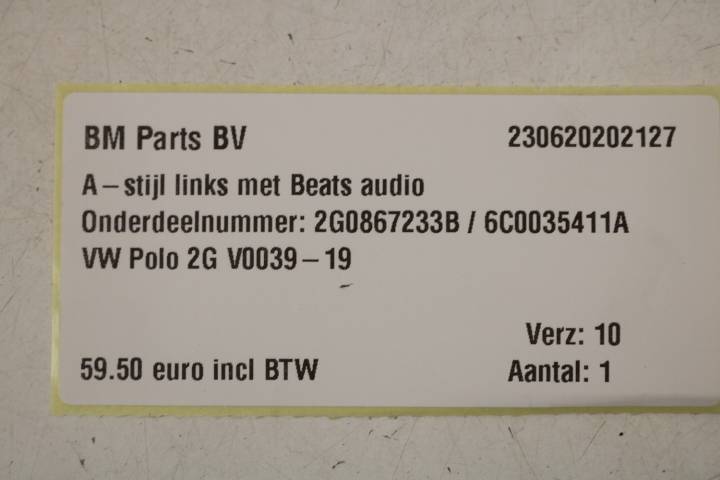 BM Parts BV 230620202127
A-stijl links met Beats audio
Onderdeelnummer: 2G0867233B / 6C0035411A
VW Polo 2G V0039-19
Verz: 10
59.50 euro incl BTW Aantal: 1